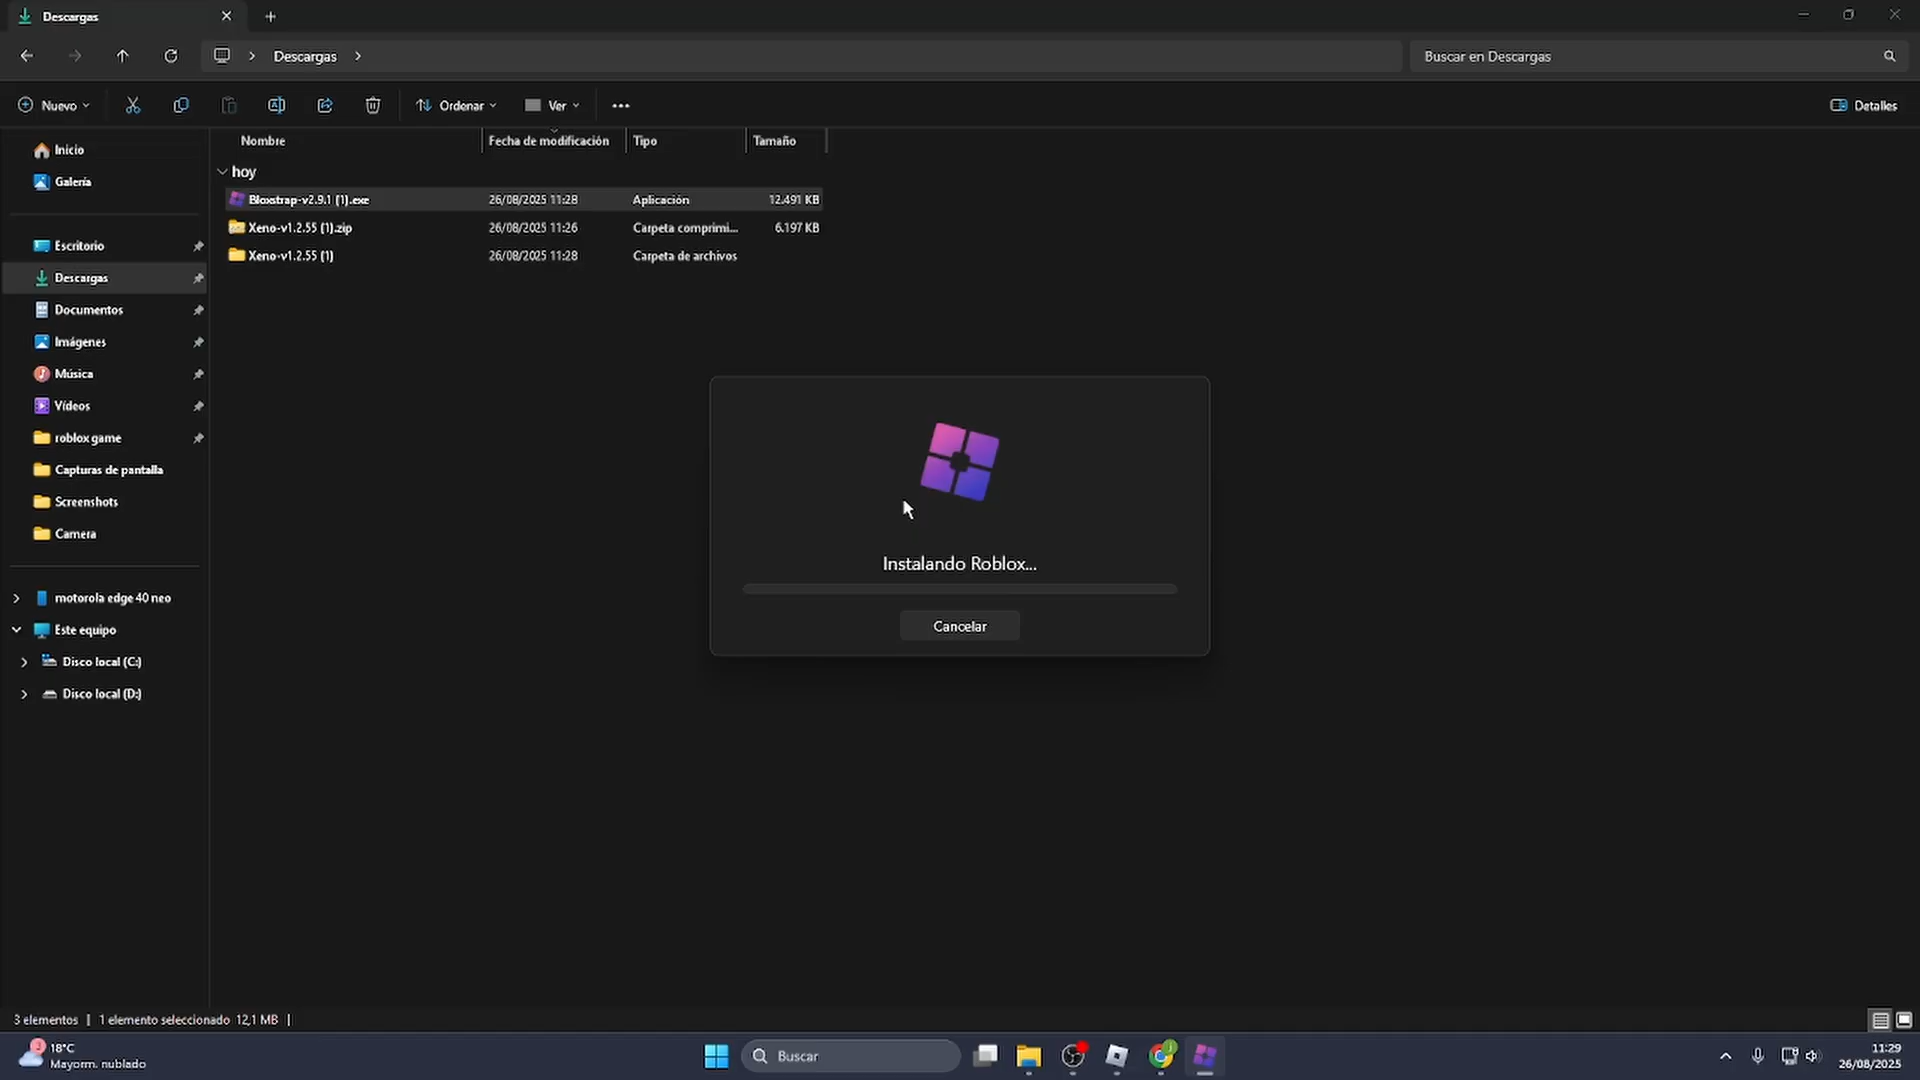 Descargas
Descargas
Buscar en Descargas
Nuevo
Ordenar
Ver
Detalles
Nombre
Fecha de modificación
Tipo
Tamaño
hoy
Bloxstrap-v2.9.1 (1).exe
26/08/2025 11:28
Aplicación
12.491 KB
Xeno-v1.2.55 (1).zip
26/08/2025 11:26
Carpeta comprimi...
6.197 KB
Xeno-v1.2.55 (1)
26/08/2025 11:28
Carpeta de archivos
Inicio
Galería
Escritorio
Descargas
Documentos
Imágenes
Música
Vídeos
roblox game
Capturas de pantalla
Screenshots
Camera
motorola edge 40 neo
Este equipo
Disco local (C:)
Disco local (D:)
Instalando Roblox...
Cancelar
3 elementos
1 elemento seleccionado 12,1 MB
18°C
Mayorm. nublado
Buscar
11:29
26/08/2025